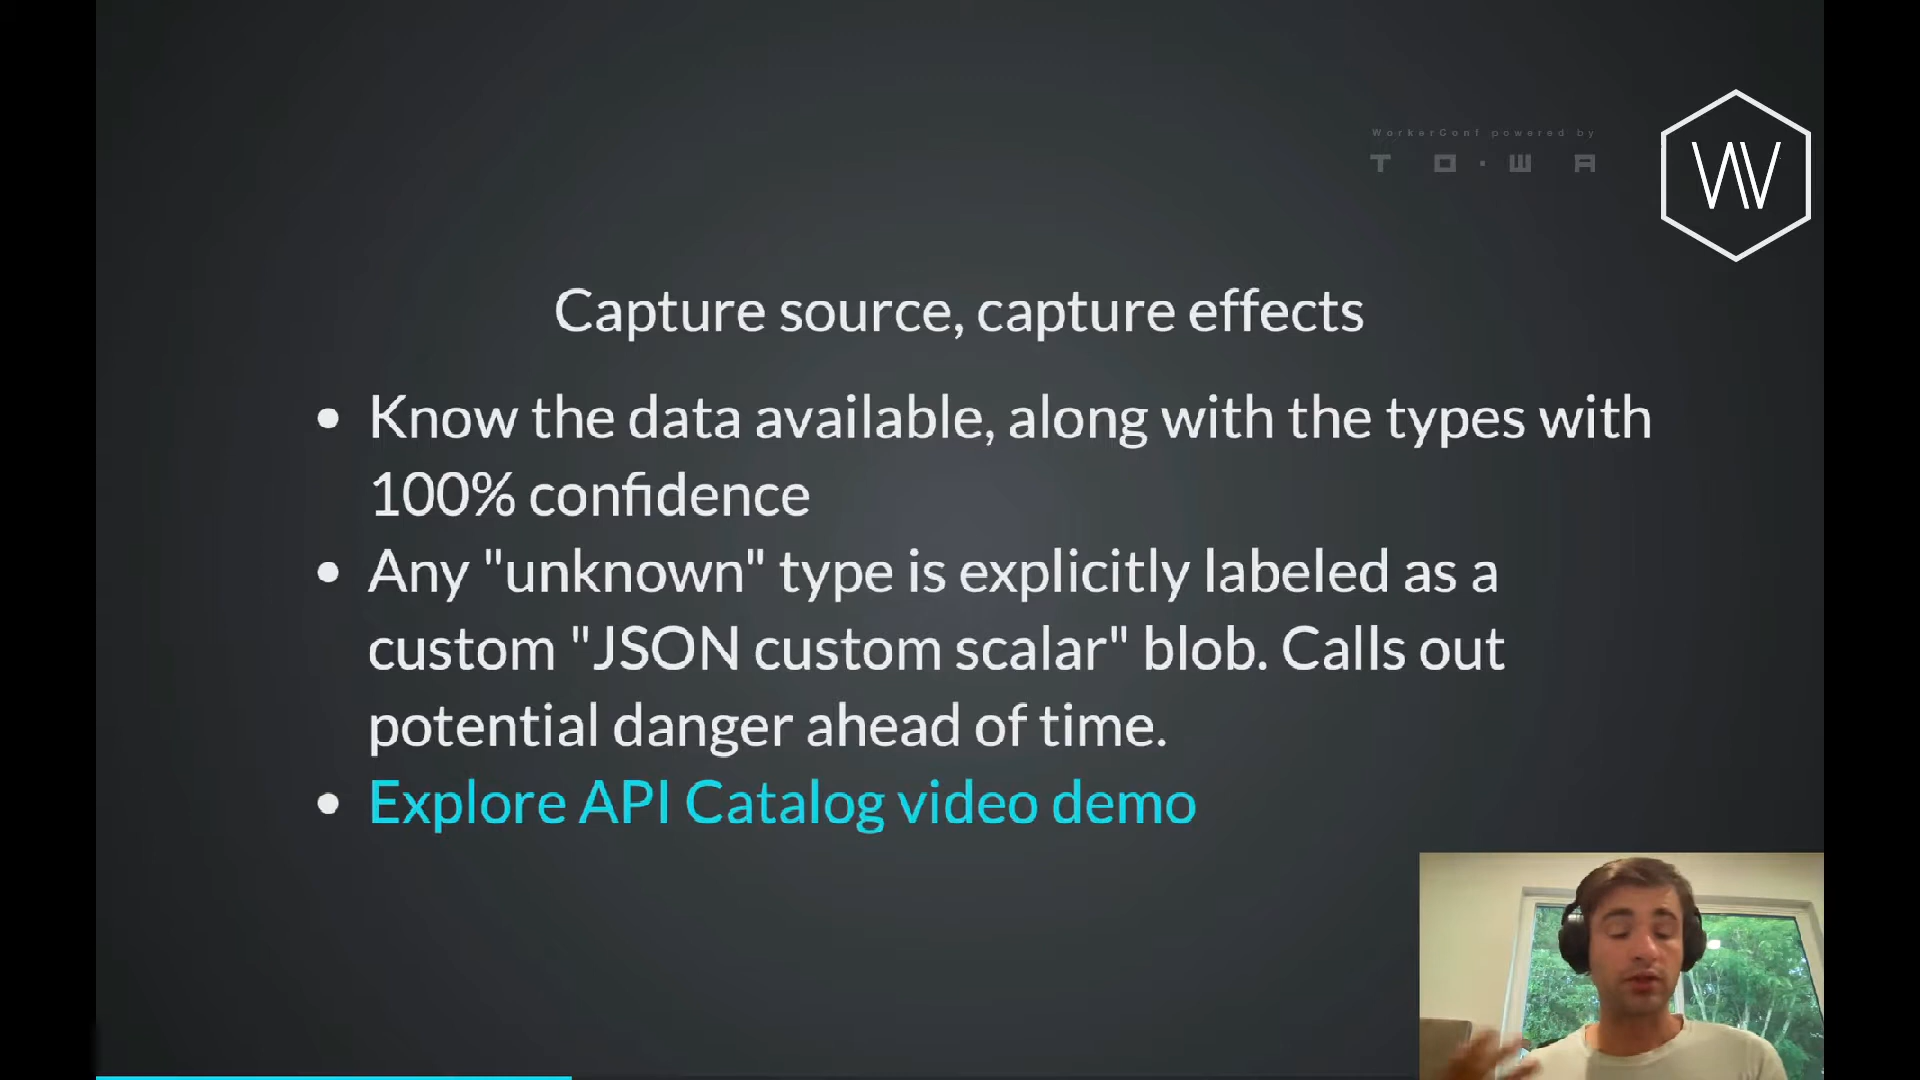 WorkerConf powered by
TO·WA
W
Capture source, capture effects
Know the data available, along with the types with
100% confidence
Any "unknown" type is explicitly labeled as a
custom "JSON custom scalar" blob. Calls out
potential danger ahead of time.
Explore API Catalog video demo